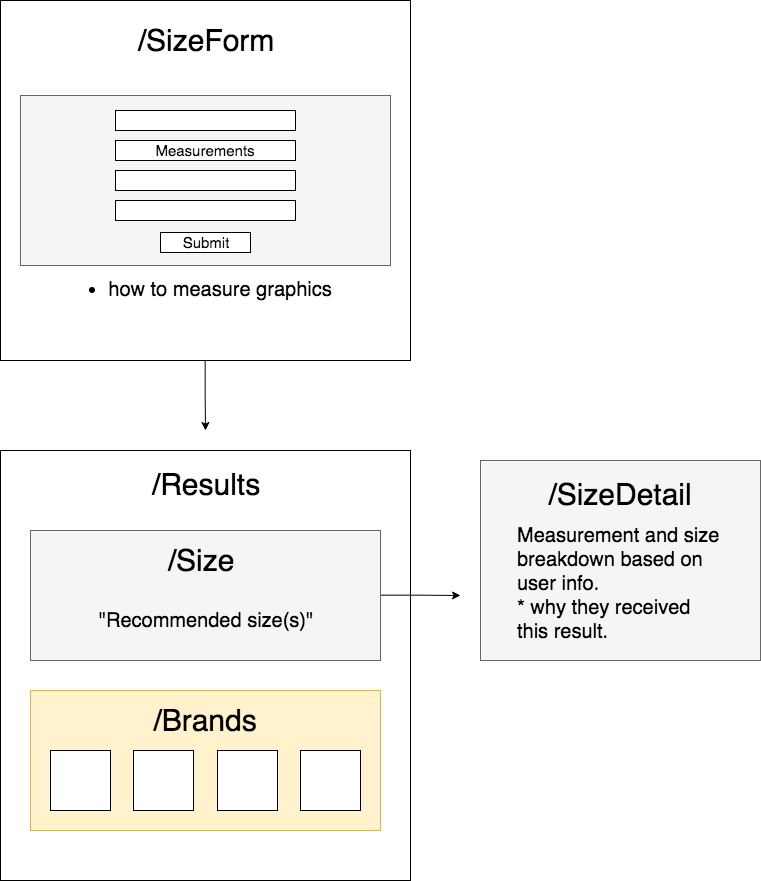 /SizeForm
Measurements
Submit
• how to measure graphics
/Results
/Size
"Recommended size(s)"
/Brands
/SizeDetail
Measurement and size
breakdown based on
user info.
* why they received
this result.